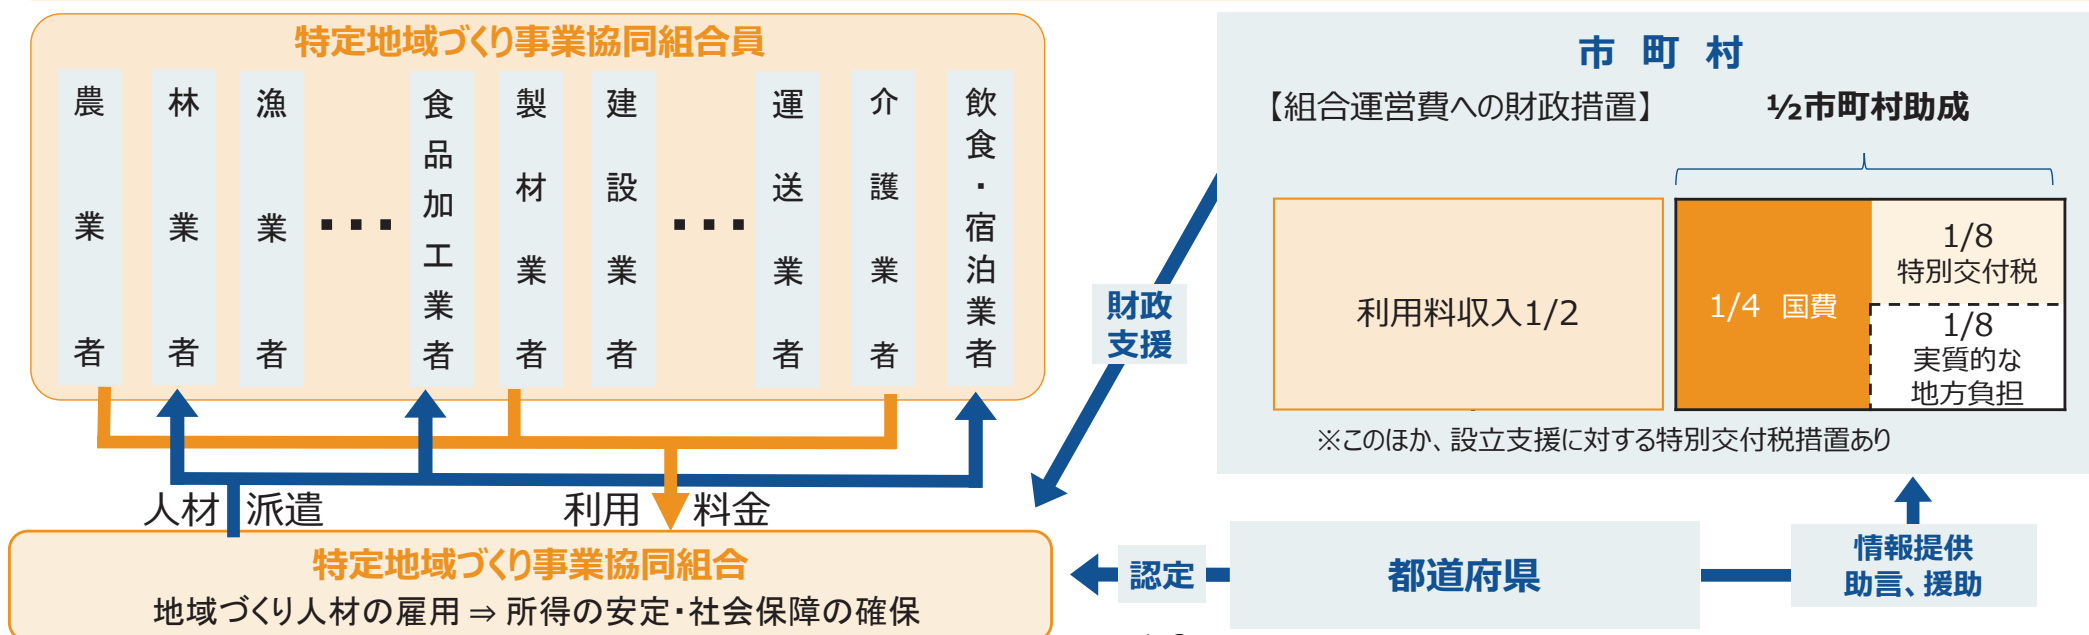 特定地域づくり事業協同組合員
農業者
林業者
漁業者
・・・
食品加工業者
製材業者
建設業者
・・・
運送業者
介護業者
飲食・宿泊業者
人材派遣
利用料金
特定地域づくり事業協同組合
地域づくり人材の雇用 ⇒ 所得の安定・社会保障の確保
財政
支援
市町村
【組合運営費への財政措置】
½市町村助成
利用料収入1/2
1/4 国費
1/8
特別交付税
1/8
実質的な
地方負担
※このほか、設立支援に対する特別交付税措置あり
認定
都道府県
情報提供
助言、援助